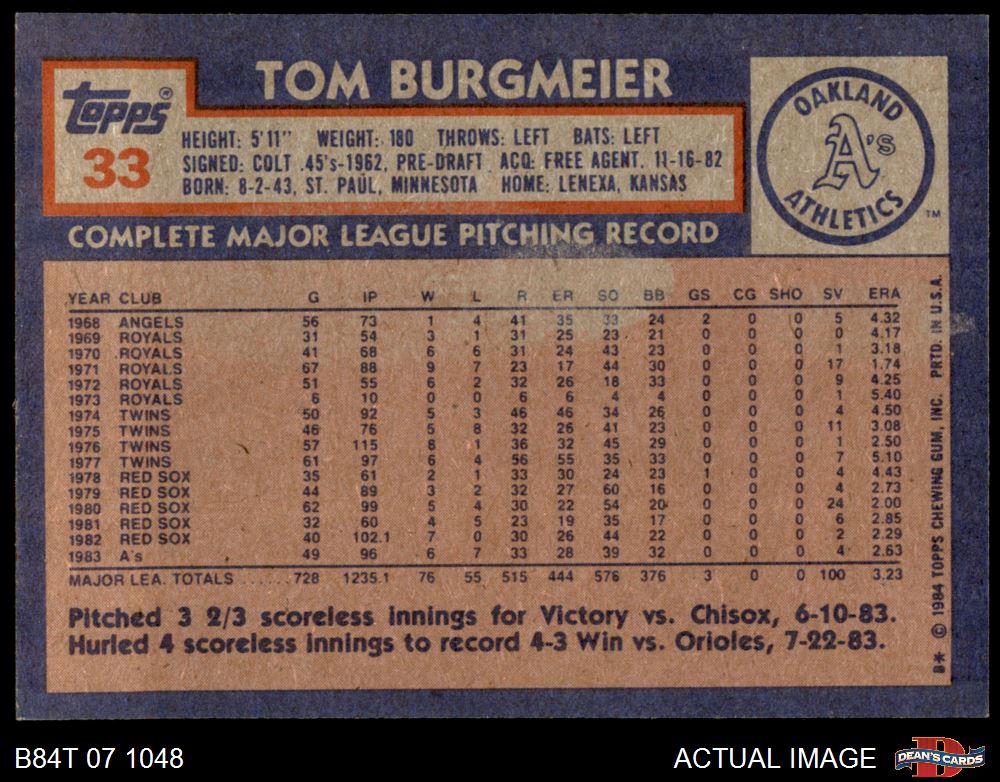 TOM BURGMEIER
TOPPS®
33
HEIGHT: 5'11" WEIGHT: 180 THROWS: LEFT BATS: LEFT
SIGNED: COLT .45's-1962, PRE-DRAFT ACQ: FREE AGENT, 11-16-82
BORN: 8-2-43, ST. PAUL, MINNESOTA HOME: LENEXA, KANSAS
OAKLAND
A's
ATHLETICS
TM
COMPLETE MAJOR LEAGUE PITCHING RECORD
YEAR CLUB G IP W L R ER SO BB GS CG SHO SV ERA
1968 ANGELS 56 73 1 4 41 35 33 24 2 0 0 5 4.32
1969 ROYALS 31 54 3 1 31 25 23 21 0 0 0 0 4.17
1970 ROYALS 41 68 6 6 31 24 43 23 0 0 0 1 3.18
1971 ROYALS 67 88 9 7 23 17 44 30 0 0 0 17 1.74
1972 ROYALS 51 55 6 2 32 26 18 33 0 0 0 9 4.25
1973 ROYALS 6 10 0 0 6 6 4 4 0 0 0 1 5.40
1974 TWINS 50 92 5 3 46 46 34 26 0 0 0 4 4.50
1975 TWINS 46 76 5 8 32 26 41 23 0 0 0 11 3.08
1976 TWINS 57 115 8 1 36 32 45 29 0 0 0 1 2.50
1977 TWINS 61 97 6 4 56 55 35 33 0 0 0 7 5.10
1978 RED SOX 35 61 2 1 33 30 24 23 1 0 0 4 4.43
1979 RED SOX 44 89 3 2 32 27 60 16 0 0 0 4 2.73
1980 RED SOX 62 99 5 4 30 22 54 20 0 0 0 24 2.00
1981 RED SOX 32 60 4 5 23 19 35 17 0 0 0 6 2.85
1982 RED SOX 40 102.1 7 0 30 26 44 22 0 0 0 2 2.29
1983 A's 49 96 6 7 33 28 39 32 0 0 0 4 2.63
MAJOR LEA. TOTALS ...... 728 1235.1 76 55 515 444 576 376 3 0 0 100 3.23
Pitched 3 2/3 scoreless innings for Victory vs. Chisox, 6-10-83.
Hurled 4 scoreless innings to record 4-3 Win vs. Orioles, 7-22-83.
B* © 1984 TOPPS CHEWING GUM, INC. PRTD. IN U.S.A.
B84T 07 1048
ACTUAL IMAGE
D
DEAN'S CARDS